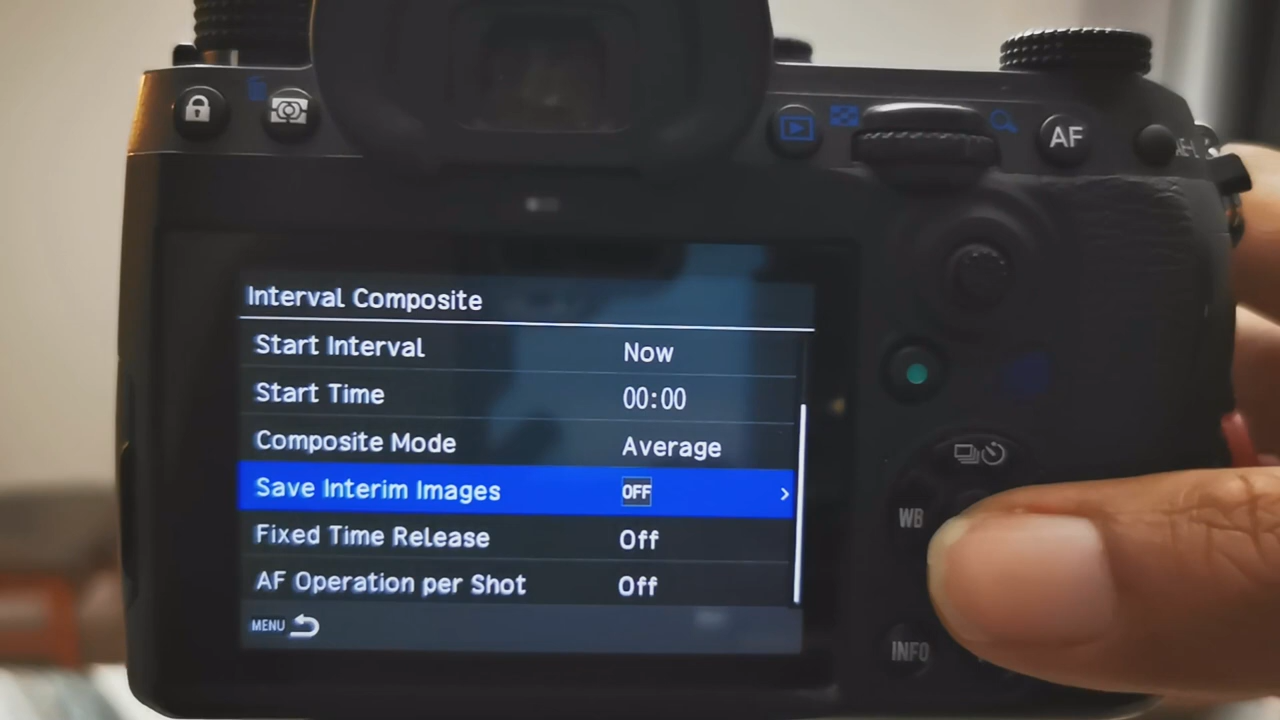 AF
AE-L
Interval Composite
Start Interval Now
Start Time 00:00
Composite Mode Average
Save Interim Images OFF
Fixed Time Release Off
AF Operation per Shot Off
MENU
WB
INFO